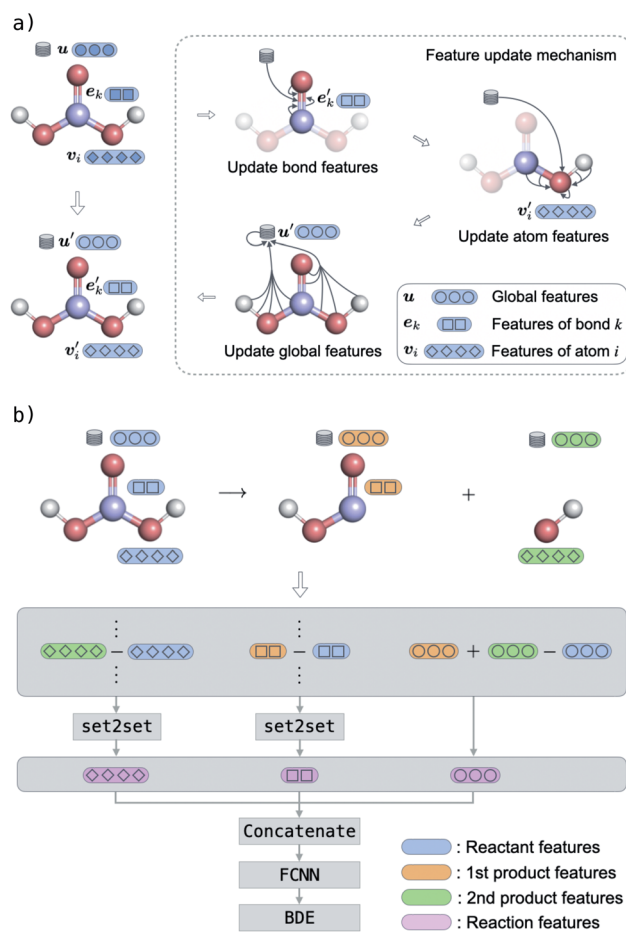 a)
u
e_k
v_i
u′
e′_k
v′_i
Feature update mechanism
e′_k
Update bond features
v′_i
Update atom features
u′
Update global features
u Global features
e_k Features of bond k
v_i Features of atom i
b)
→ +
− − + −
set2set set2set
Concatenate
FCNN
BDE
: Reactant features
: 1st product features
: 2nd product features
: Reaction features